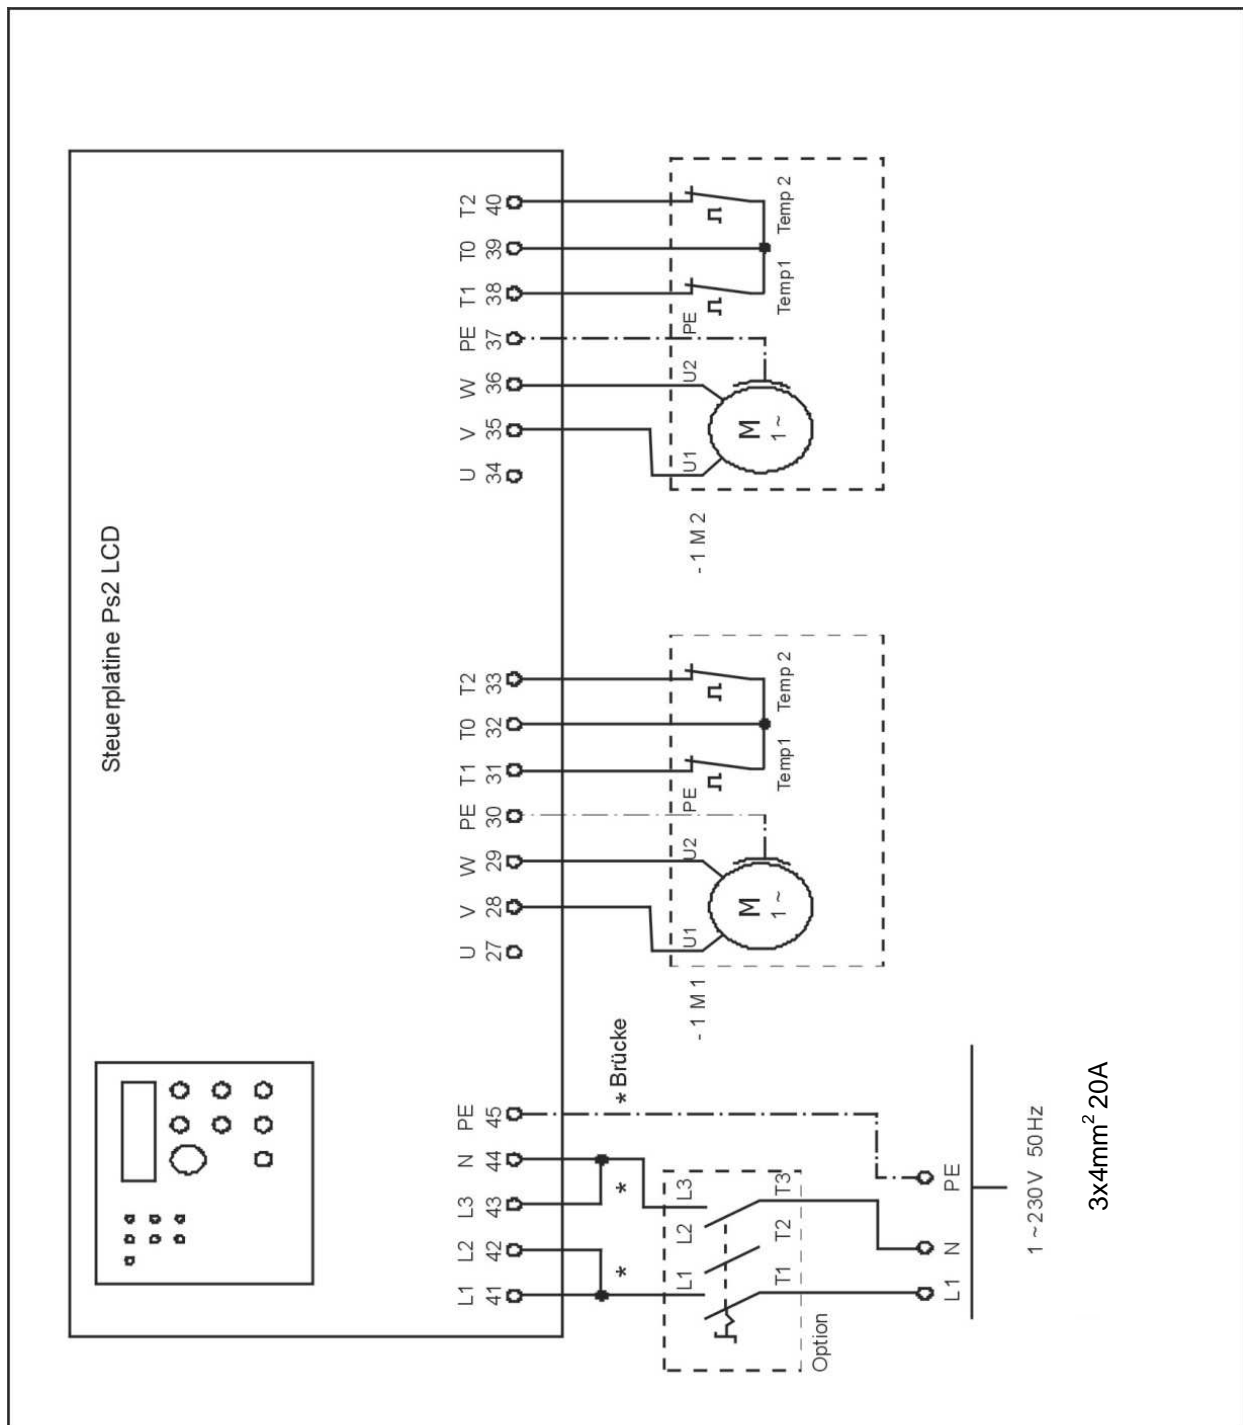 Steuerplatine Ps2 LCD
L1 L2 L3 N PE U V W PE T1 T0 T2 U V W PE T1 T0 T2
41 42 43 44 45 27 28 29 30 31 32 33 34 35 36 37 38 39 40
* * * Brücke
L1 L2 L3
T1 T2 T3
Option
- 1 M 1
U1 U2 PE
M
1 ~
Temp1 Temp 2
- 1 M 2
U1 U2 PE
M
1 ~
Temp1 Temp 2
L1 N PE
1 ~ 230V 50Hz
3x4mm² 20A